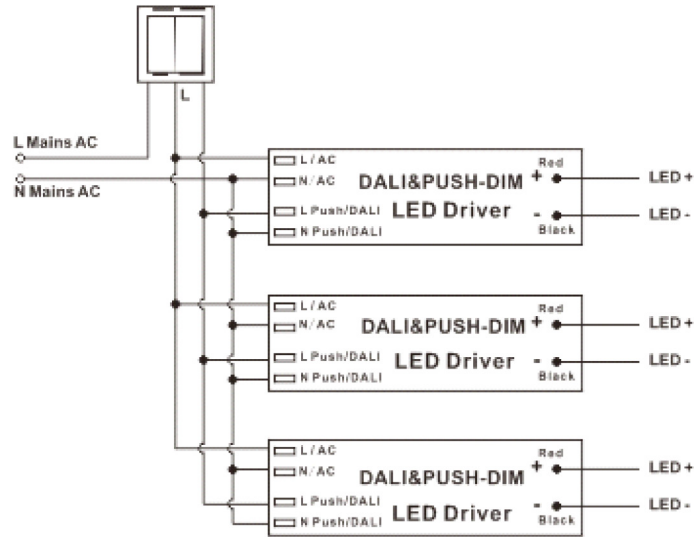 L
L Mains AC
N Mains AC
L/AC
N/AC
L Push/DALI
N Push/DALI
DALI&PUSH-DIM
LED Driver
Red
+
-
Black
LED +
LED -
L/AC
N/AC
L Push/DALI
N Push/DALI
DALI&PUSH-DIM
LED Driver
Red
+
-
Black
LED +
LED -
L/AC
N/AC
L Push/DALI
N Push/DALI
DALI&PUSH-DIM
LED Driver
Red
+
-
Black
LED +
LED -